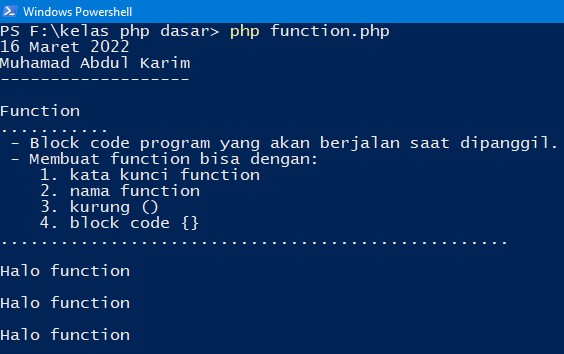 Windows Powershell
PS F:\kelas php dasar> php function.php
16 Maret 2022
Muhamad Abdul Karim
-------------------
Function
...........
- Block code program yang akan berjalan saat dipanggil.
- Membuat function bisa dengan:
1. kata kunci function
2. nama function
3. kurung ()
4. block code {}
...................................................
Halo function
Halo function
Halo function